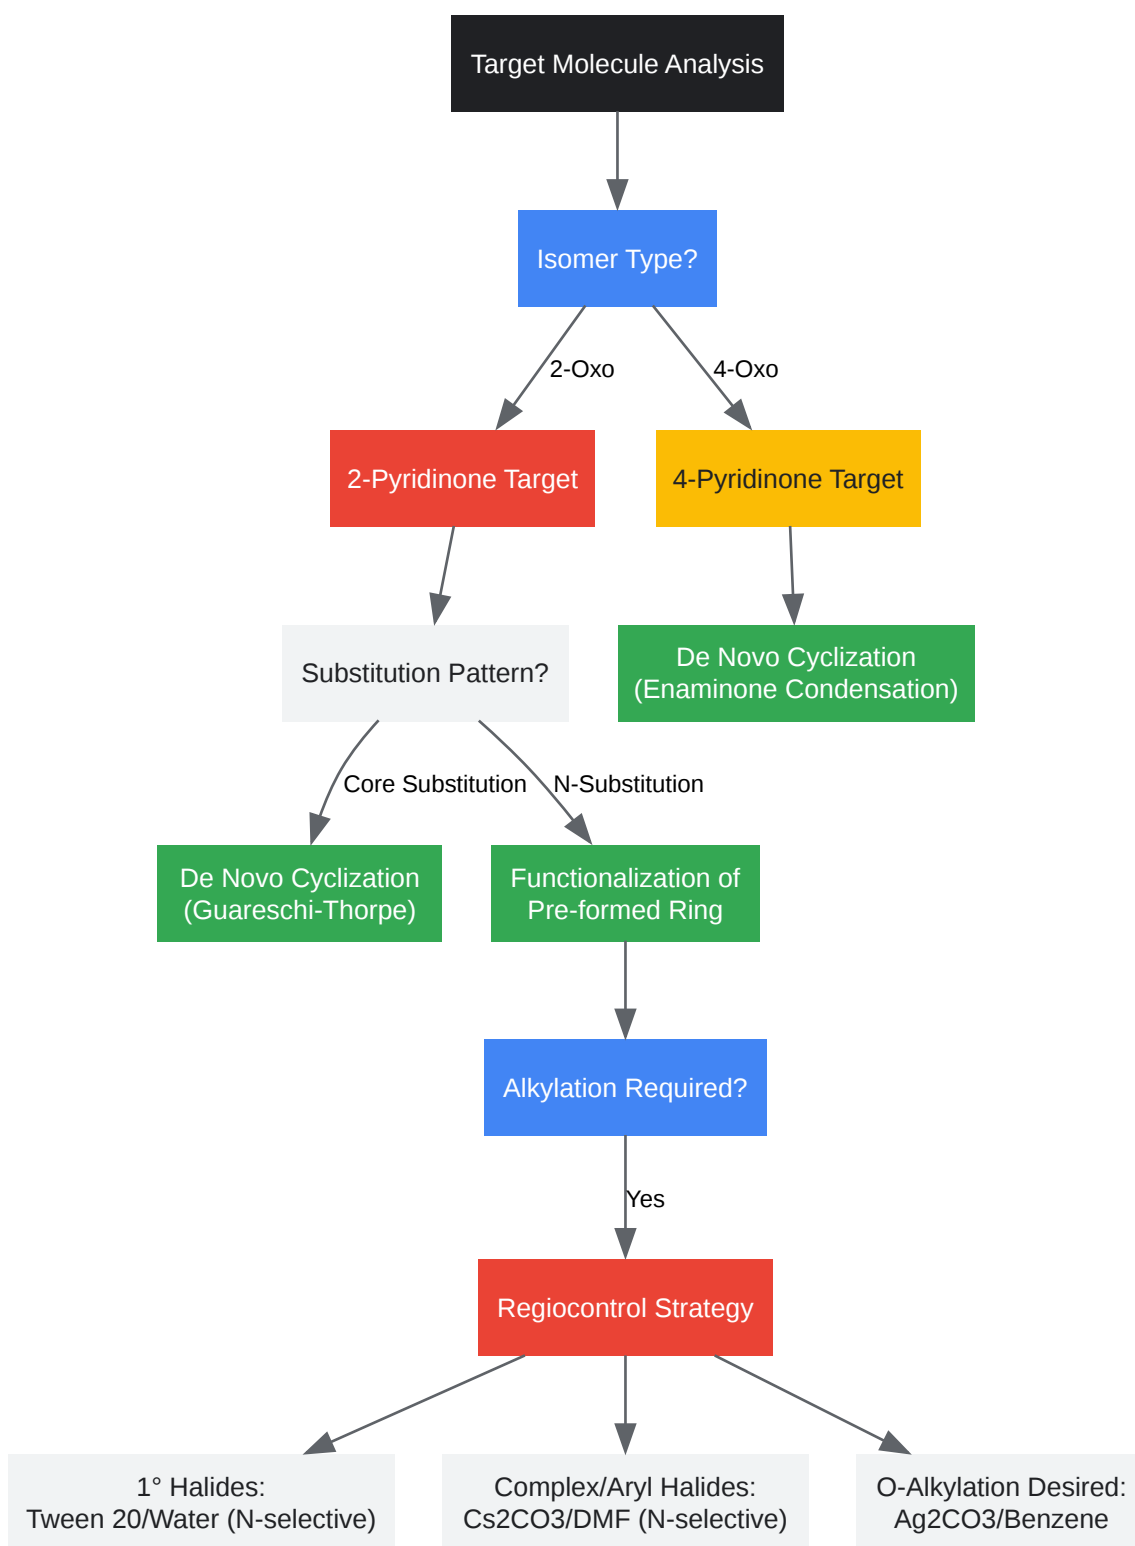 Target Molecule Analysis
Isomer Type?
2-Oxo
4-Oxo
2-Pyridinone Target
4-Pyridinone Target
Substitution Pattern?
De Novo Cyclization
(Enaminone Condensation)
Core Substitution
N-Substitution
De Novo Cyclization
(Guareschi-Thorpe)
Functionalization of
Pre-formed Ring
Alkylation Required?
Yes
Regiocontrol Strategy
1° Halides:
Tween 20/Water (N-selective)
Complex/Aryl Halides:
Cs2CO3/DMF (N-selective)
O-Alkylation Desired:
Ag2CO3/Benzene